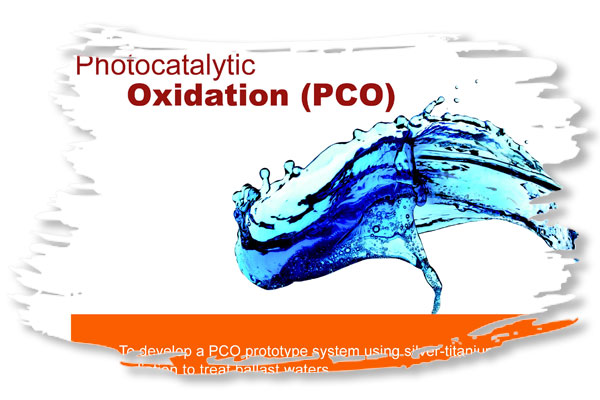 Photocatalytic
Oxidation (PCO)
To develop a PCO prototype system using
to treat ballast waters